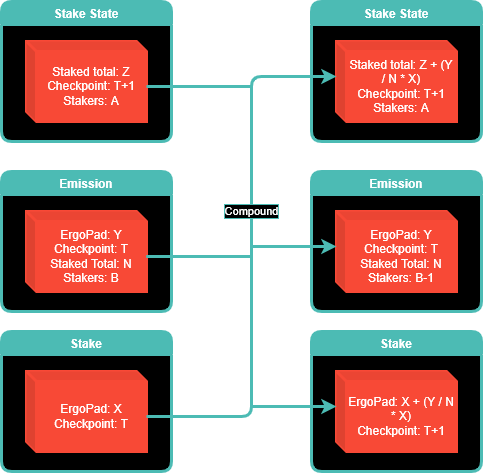 Stake State
Staked total: Z
Checkpoint: T+1
Stakers: A
Stake State
Staked total: Z + (Y
/ N * X)
Checkpoint: T+1
Stakers: A
Emission
ErgoPad: Y
Checkpoint: T
Staked Total: N
Stakers: B
Compound
Emission
ErgoPad: Y
Checkpoint: T
Staked Total: N
Stakers: B-1
Stake
ErgoPad: X
Checkpoint: T
Stake
ErgoPad: X + (Y / N
* X)
Checkpoint: T+1